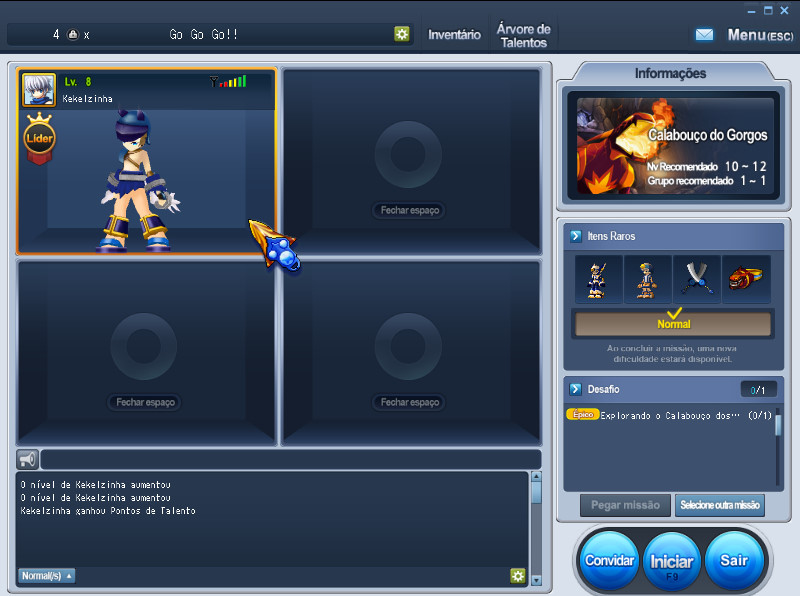 4 x
Go Go Go!!
Inventário
Árvore de
Talentos
Menu(ESC)
Lv. 8
Kekelzinha
Líder
Fechar espaço
Fechar espaço
Fechar espaço
Informações
Calabouço do Gorgos
Nv Recomendado 10 ~ 12
Grupo recomendado 1 ~ 1
Itens Raros
Normal
Ao concluir a missão, uma nova
dificuldade estará disponível.
Desafio
0/1
Épico Explorando o Calabouço dos… (0/1)
Pegar missão
Selecione outra missão
O nível de Kekelzinha aumentou
O nível de Kekelzinha aumentou
Kekelzinha ganhou Pontos de Talento
Normal(/s)
Convidar
Iniciar
F9
Sair